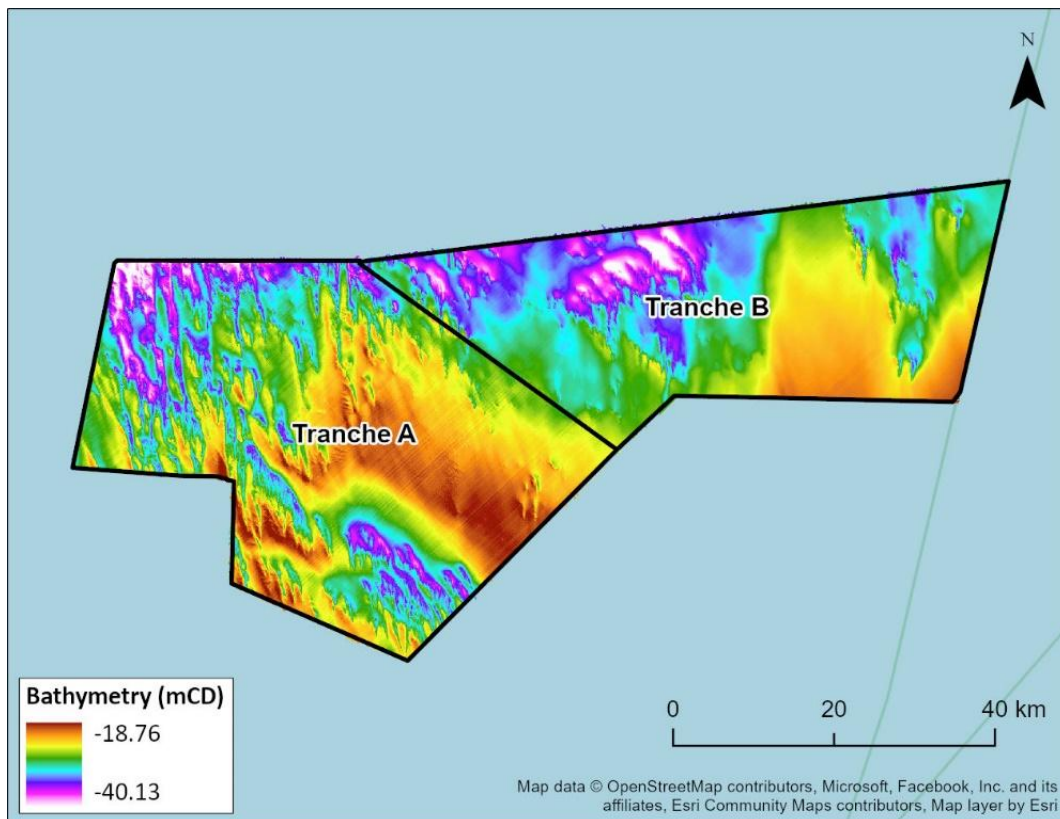 N
Tranche B
Tranche A
Bathymetry (mCD)
-18.76
-40.13
0 20 40 km
Map data © OpenStreetMap contributors, Microsoft, Facebook, Inc. and its
affiliates, Esri Community Maps contributors, Map layer by Esri